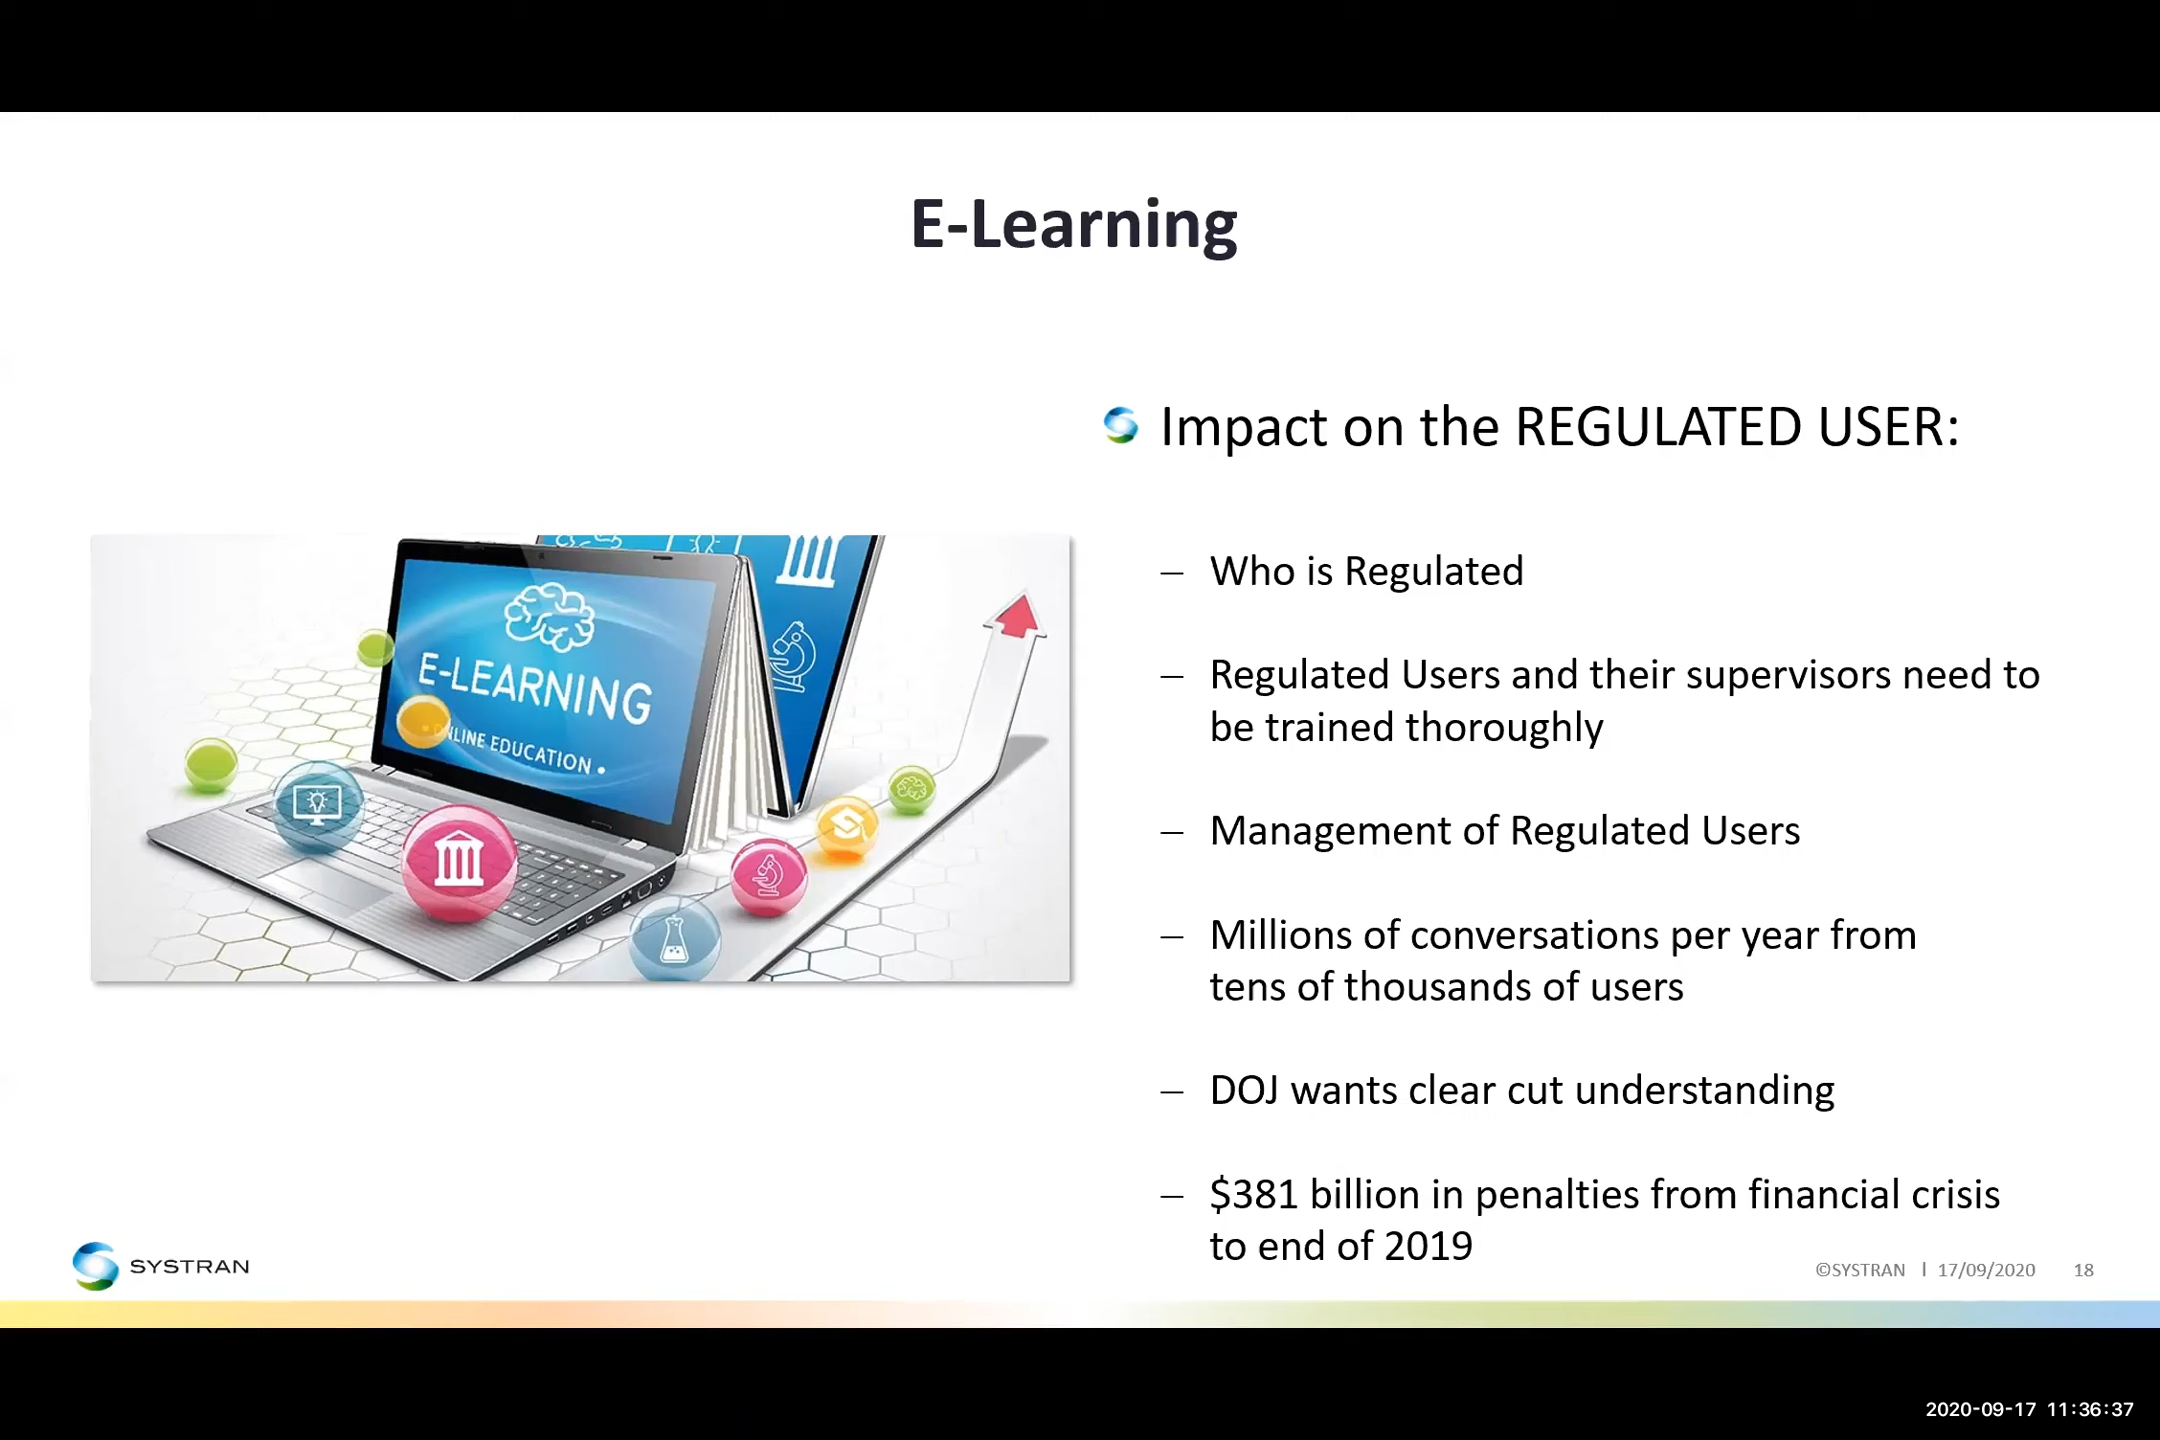 E-Learning
Impact on the REGULATED USER:
– Who is Regulated
– Regulated Users and their supervisors need to
be trained thoroughly
– Management of Regulated Users
– Millions of conversations per year from
tens of thousands of users
– DOJ wants clear cut understanding
– $381 billion in penalties from financial crisis
to end of 2019
E-LEARNING
ONLINE EDUCATION •
SYSTRAN
©SYSTRAN | 17/09/2020 18
2020-09-17 11:36:37